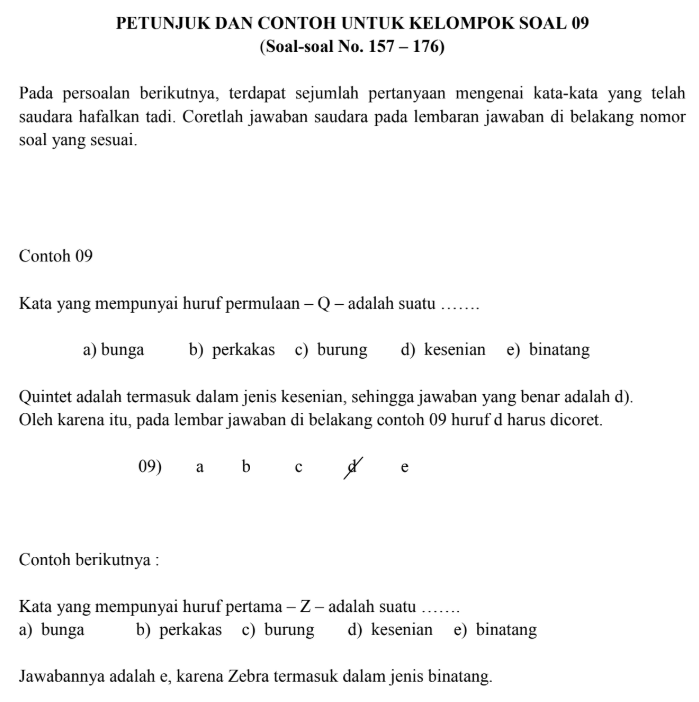 PETUNJUK DAN CONTOH UNTUK KELOMPOK SOAL 09
(Soal-soal No. 157 – 176)
Pada persoalan berikutnya, terdapat sejumlah pertanyaan mengenai kata-kata yang telah
saudara hafalkan tadi. Coretlah jawaban saudara pada lembaran jawaban di belakang nomor
soal yang sesuai.
Contoh 09
Kata yang mempunyai huruf permulaan – Q – adalah suatu …….
a) bunga b) perkakas c) burung d) kesenian e) binatang
Quintet adalah termasuk dalam jenis kesenian, sehingga jawaban yang benar adalah d).
Oleh karena itu, pada lembar jawaban di belakang contoh 09 huruf d harus dicoret.
09) a b c d e
Contoh berikutnya :
Kata yang mempunyai huruf pertama – Z – adalah suatu …….
a) bunga b) perkakas c) burung d) kesenian e) binatang
Jawabannya adalah e, karena Zebra termasuk dalam jenis binatang.